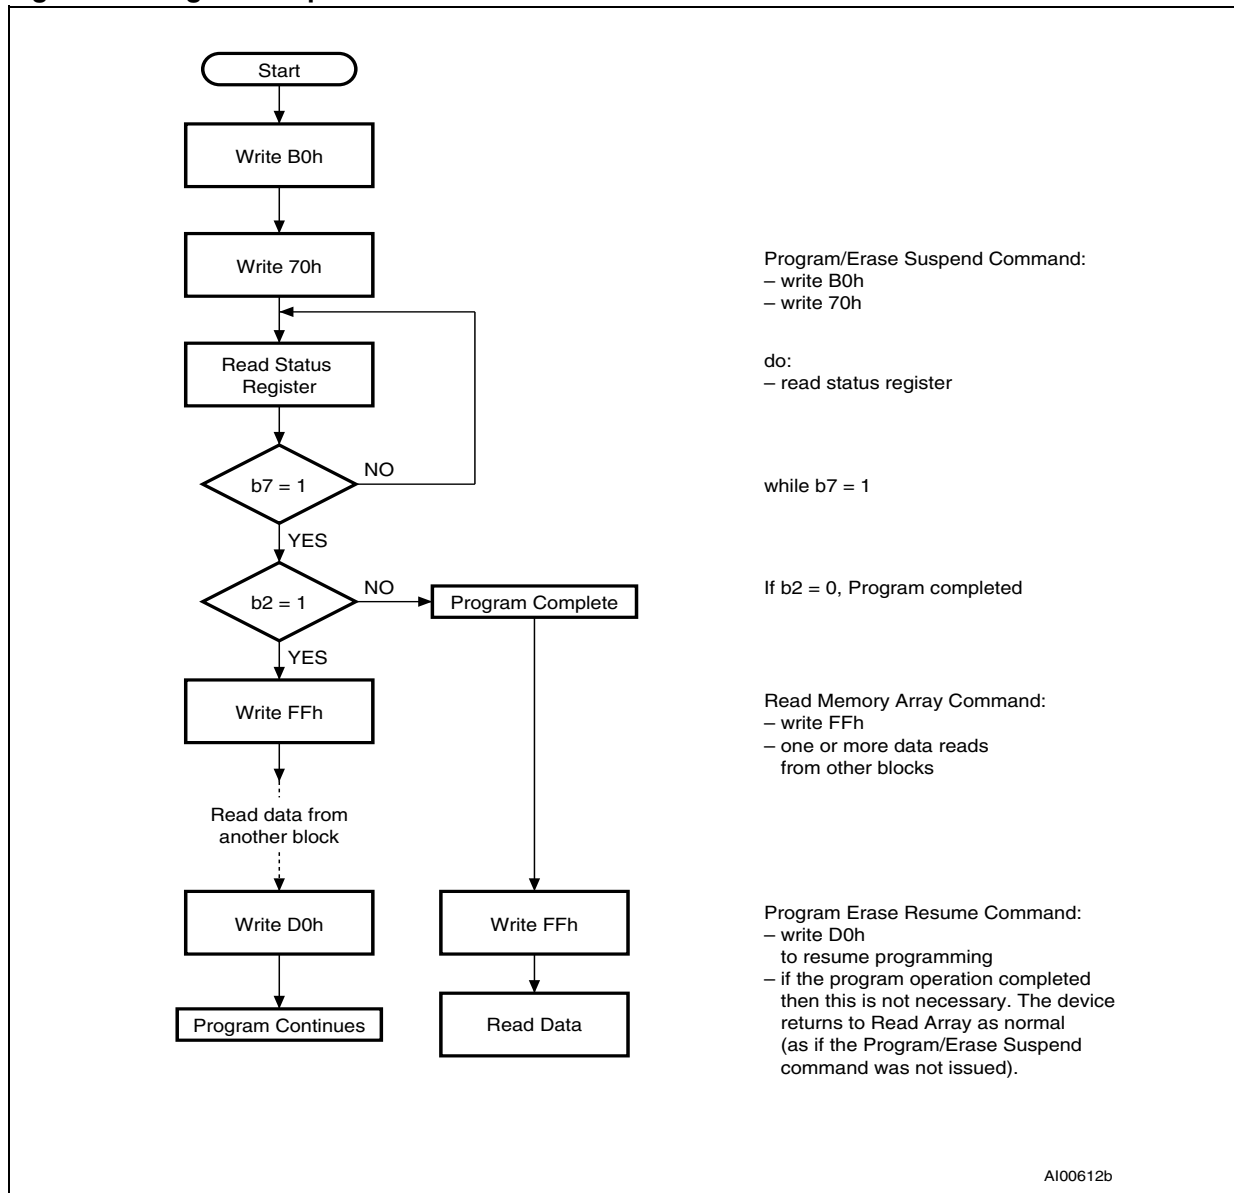 Start
Write B0h
Write 70h
Read Status
Register
b7 = 1
NO
YES
b2 = 1
NO
Program Complete
YES
Write FFh
Read data from
another block
Write D0h
Program Continues
Write FFh
Read Data
Program/Erase Suspend Command:
– write B0h
– write 70h
do:
– read status register
while b7 = 1
If b2 = 0, Program completed
Read Memory Array Command:
– write FFh
– one or more data reads
from other blocks
Program Erase Resume Command:
– write D0h
to resume programming
– if the program operation completed
then this is not necessary. The device
returns to Read Array as normal
(as if the Program/Erase Suspend
command was not issued).
AI00612b